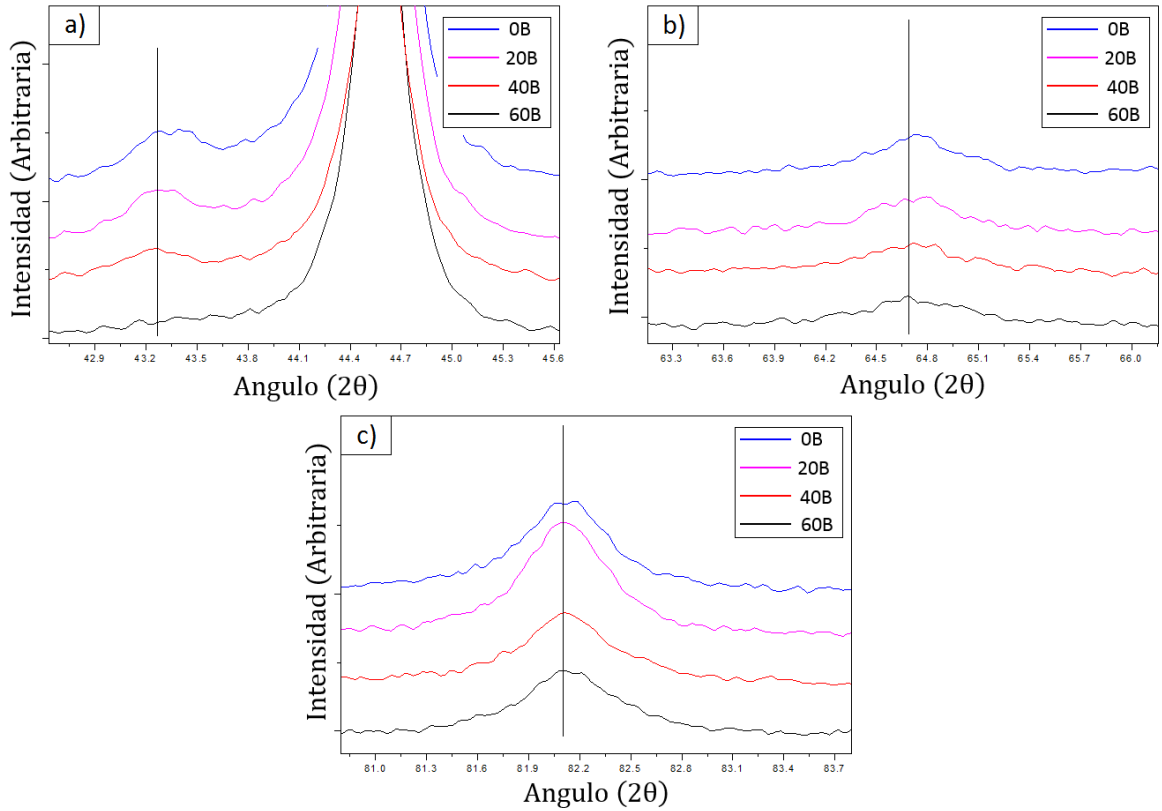 a)
0B
20B
40B
60B
Intensidad (Arbitraria)
42.9 43.2 43.5 43.8 44.1 44.4 44.7 45.0 45.3 45.6
Angulo (2θ)
b)
0B
20B
40B
60B
Intensidad (Arbitraria)
63.3 63.6 63.9 64.2 64.5 64.8 65.1 65.4 65.7 66.0
Angulo (2θ)
c)
0B
20B
40B
60B
Intensidad (Arbitraria)
81.0 81.3 81.6 81.9 82.2 82.5 82.8 83.1 83.4 83.7
Angulo (2θ)